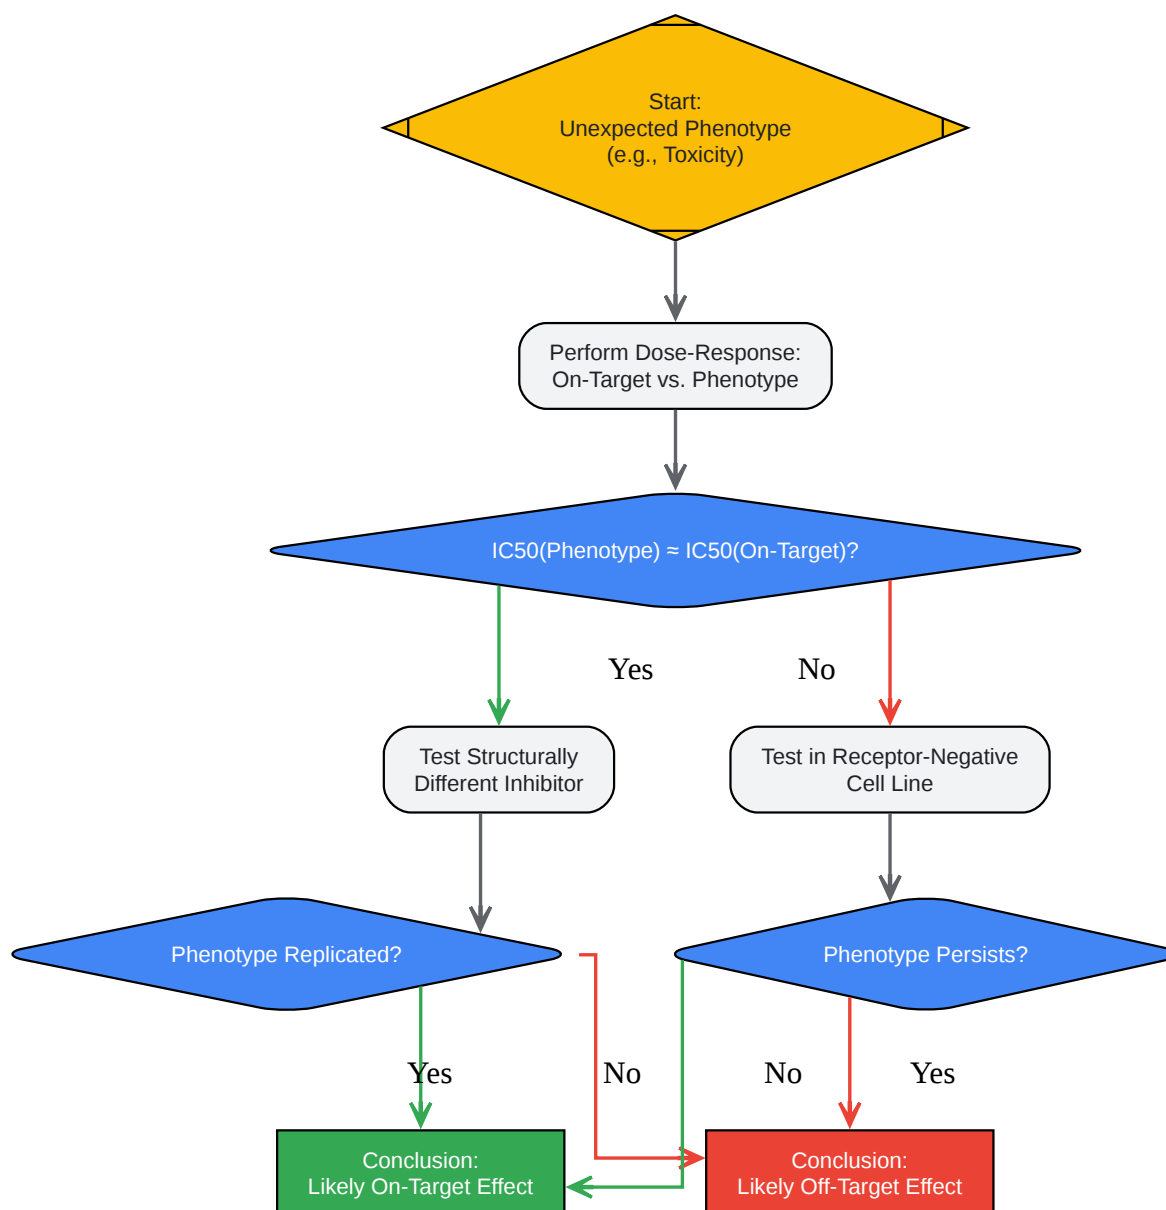 Start:
Unexpected Phenotype
(e.g., Toxicity)
Perform Dose-Response:
On-Target vs. Phenotype
IC50(Phenotype) ≈ IC50(On-Target)?
Yes
No
Test Structurally
Different Inhibitor
Test in Receptor-Negative
Cell Line
Phenotype Replicated?
Phenotype Persists?
Yes
No
No
Yes
Conclusion:
Likely On-Target Effect
Conclusion:
Likely Off-Target Effect